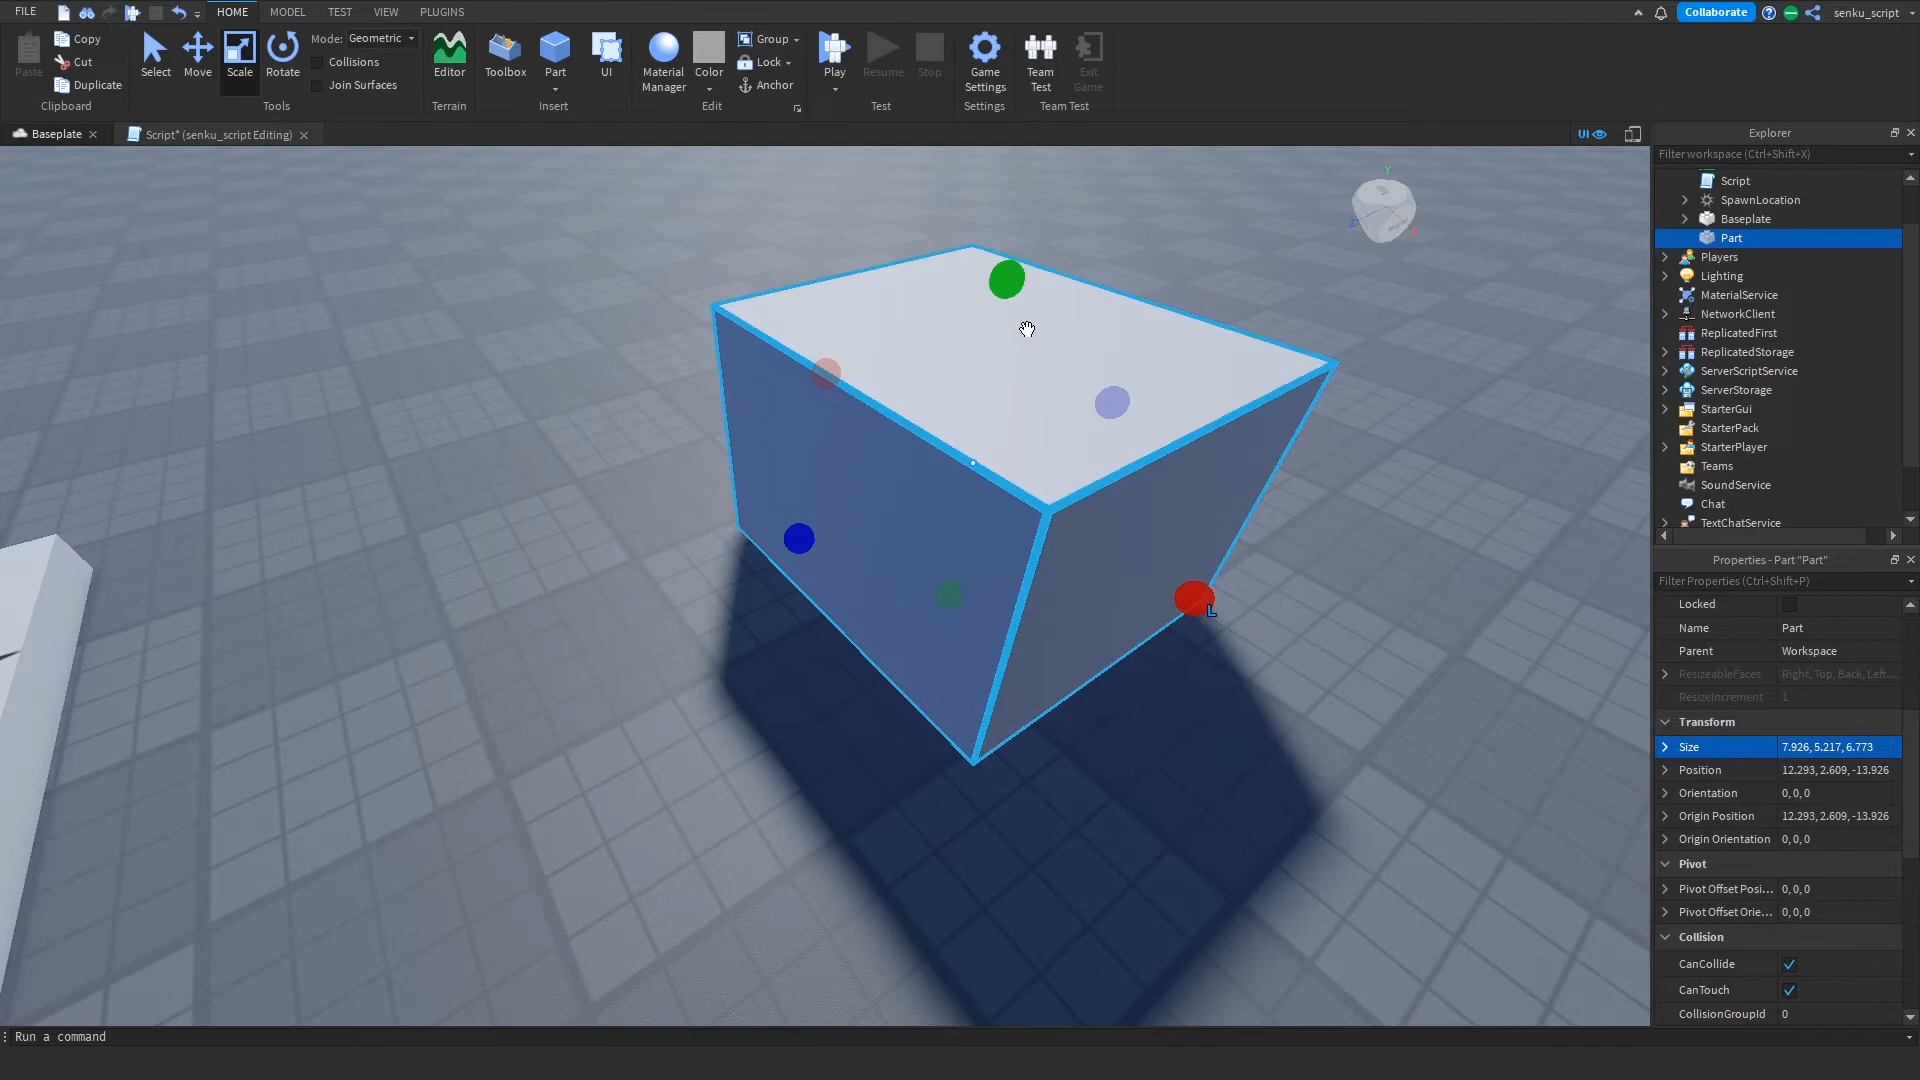 FILE
HOME
MODEL
TEST
VIEW
PLUGINS
Collaborate
senku_script
Paste
Copy
Cut
Duplicate
Clipboard
Select
Move
Scale
Rotate
Mode: Geometric
Collisions
Join Surfaces
Tools
Editor
Terrain
Toolbox
Part
UI
Insert
Material Manager
Color
Group
Lock
Anchor
Edit
Play
Resume
Stop
Test
Game Settings
Settings
Team Test
Exit Game
Team Test
Baseplate
Script* (senku_script Editing)
UI
Y
Z
L
Explorer
Filter workspace (Ctrl+Shift+X)
Script
SpawnLocation
Baseplate
Part
Players
Lighting
MaterialService
NetworkClient
ReplicatedFirst
ReplicatedStorage
ServerScriptService
ServerStorage
StarterGui
StarterPack
StarterPlayer
Teams
SoundService
Chat
TextChatService
Properties - Part "Part"
Filter Properties (Ctrl+Shift+P)
Locked
Name Part
Parent Workspace
ResizeableFaces Right, Top, Back, Left...
ResizeIncrement 1
Transform
Size 7.926, 5.217, 6.773
Position 12.293, 2.609, -13.926
Orientation 0, 0, 0
Origin Position 12.293, 2.609, -13.926
Origin Orientation 0, 0, 0
Pivot
Pivot Offset Posi... 0, 0, 0
Pivot Offset Orie... 0, 0, 0
Collision
CanCollide
CanTouch
CollisionGroupId 0
Run a command